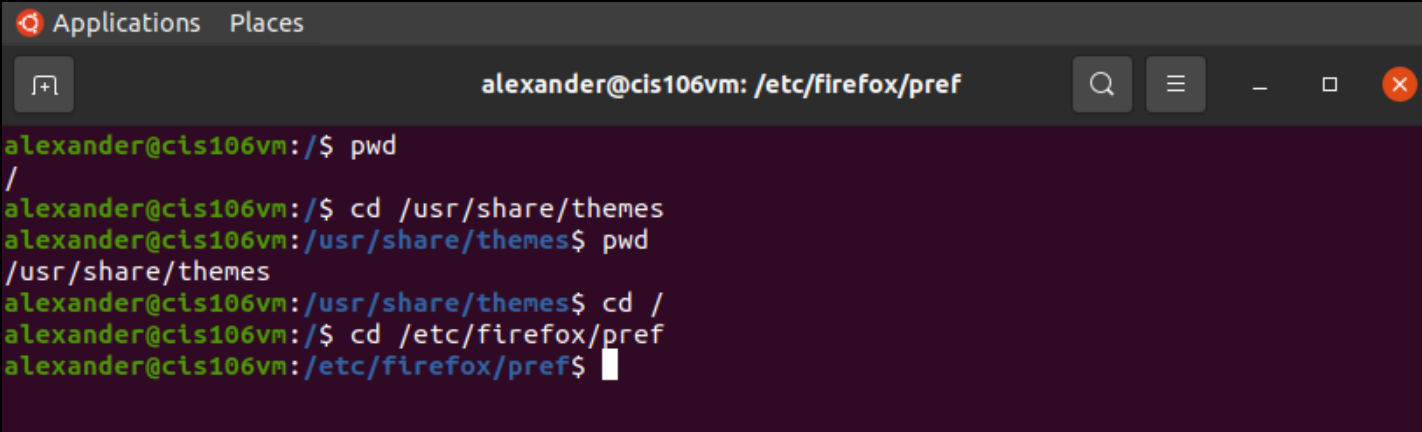 Applications Places
alexander@cis106vm: /etc/firefox/pref
alexander@cis106vm:/$ pwd
/
alexander@cis106vm:/$ cd /usr/share/themes
alexander@cis106vm:/usr/share/themes$ pwd
/usr/share/themes
alexander@cis106vm:/usr/share/themes$ cd /
alexander@cis106vm:/$ cd /etc/firefox/pref
alexander@cis106vm:/etc/firefox/pref$